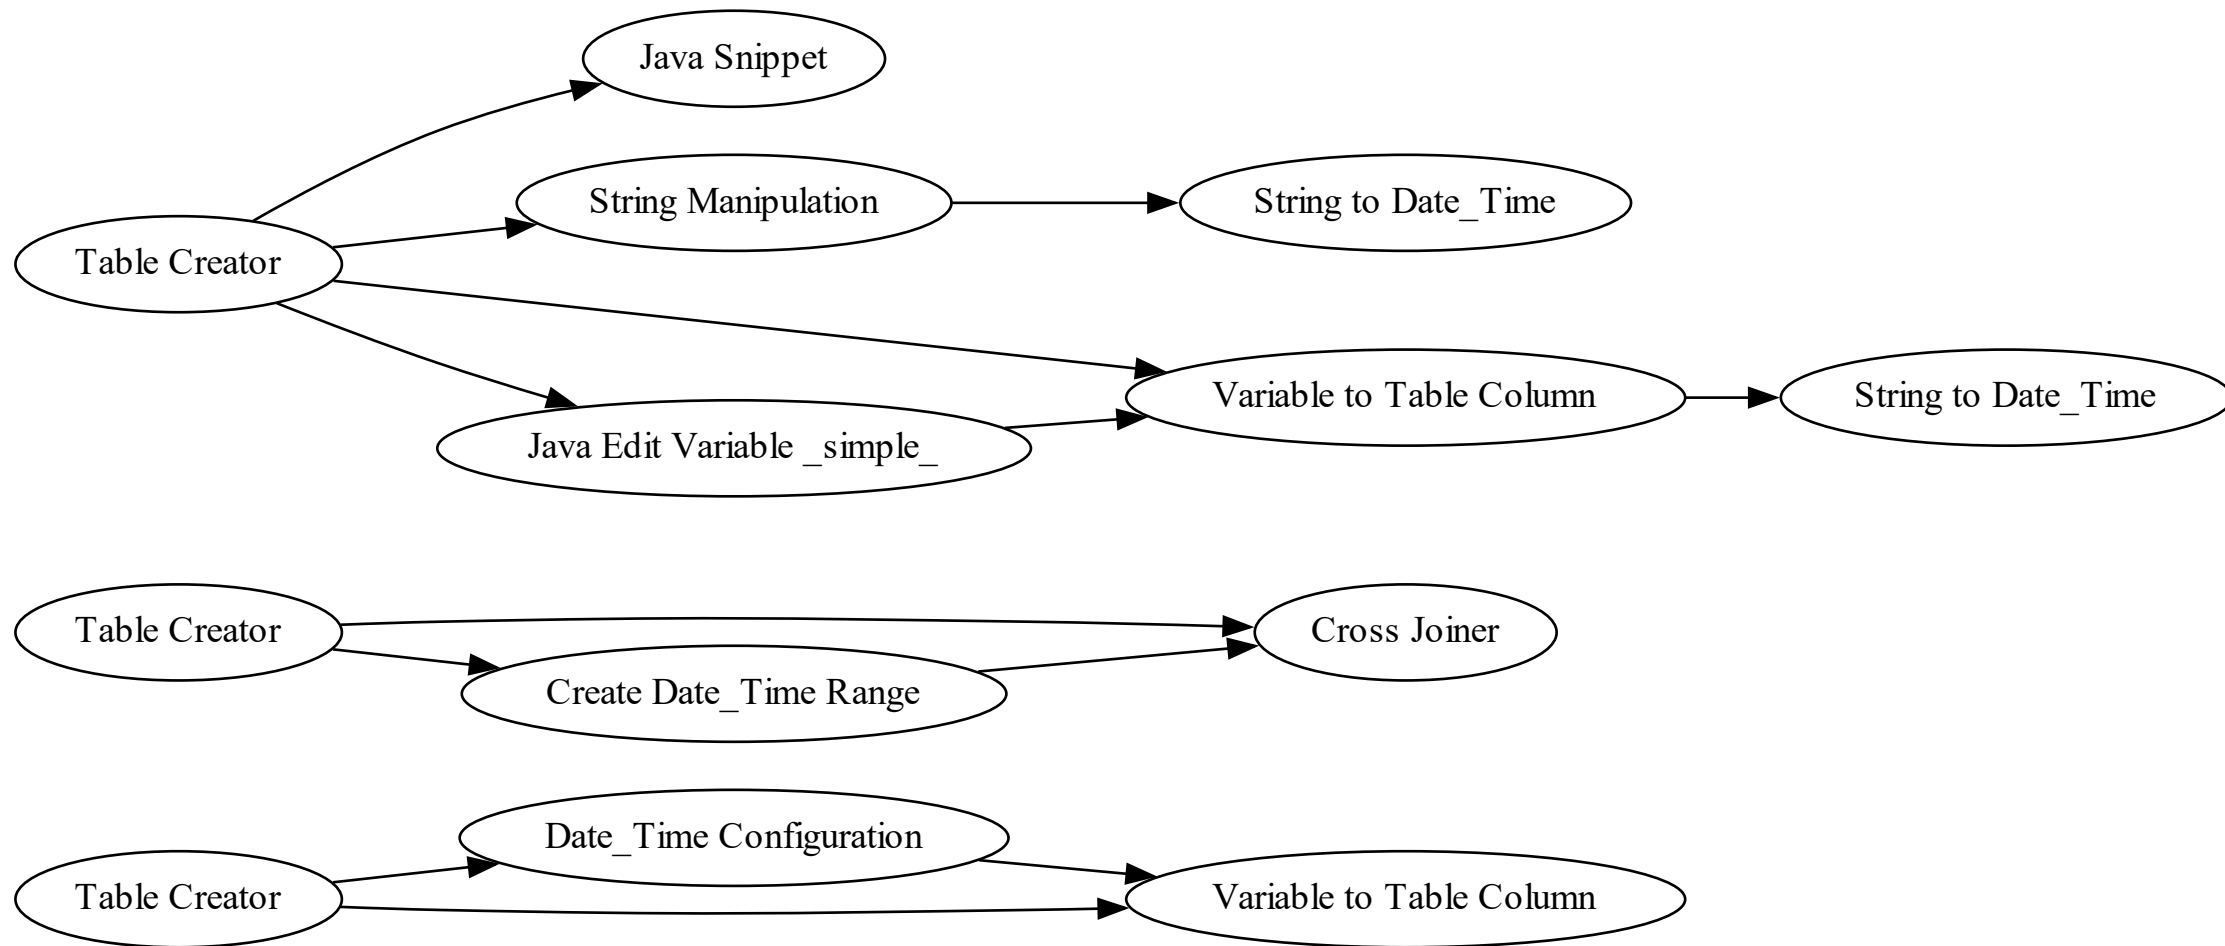 Java Snippet
String Manipulation
String to Date_Time
Table Creator
Variable to Table Column
String to Date_Time
Java Edit Variable _simple_
Table Creator
Cross Joiner
Create Date_Time Range
Date_Time Configuration
Table Creator
Variable to Table Column